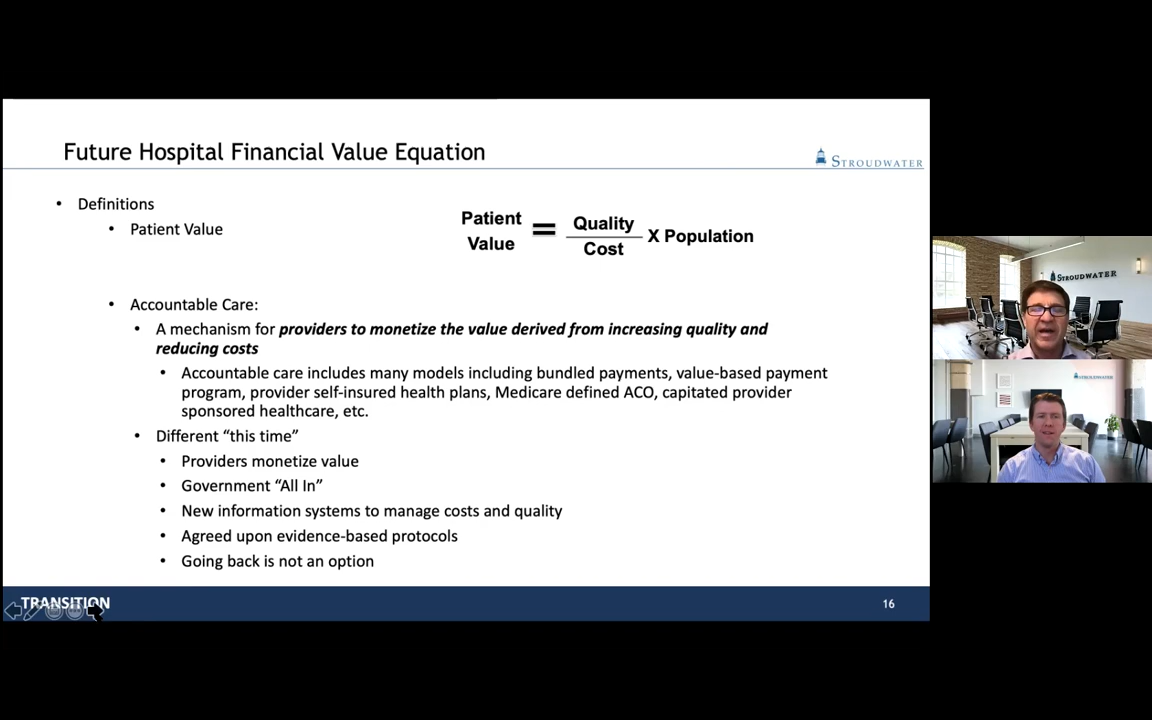 Future Hospital Financial Value Equation
STROUDWATER
• Definitions
• Patient Value
Patient
Value
=
Quality
Cost
X Population
• Accountable Care:
• A mechanism for providers to monetize the value derived from increasing quality and
reducing costs
• Accountable care includes many models including bundled payments, value-based payment
program, provider self-insured health plans, Medicare defined ACO, capitated provider
sponsored healthcare, etc.
• Different “this time”
• Providers monetize value
• Government “All In”
• New information systems to manage costs and quality
• Agreed upon evidence-based protocols
• Going back is not an option
TRANSITION
16
STROUDWATER
STROUDWATER